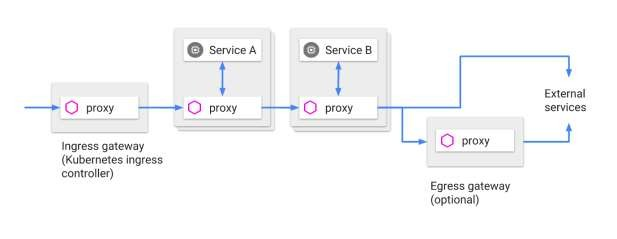 Service A
Service B
proxy
proxy
proxy
External
services
proxy
Ingress gateway
(Kubernetes ingress
controller)
Egress gateway
(optional)